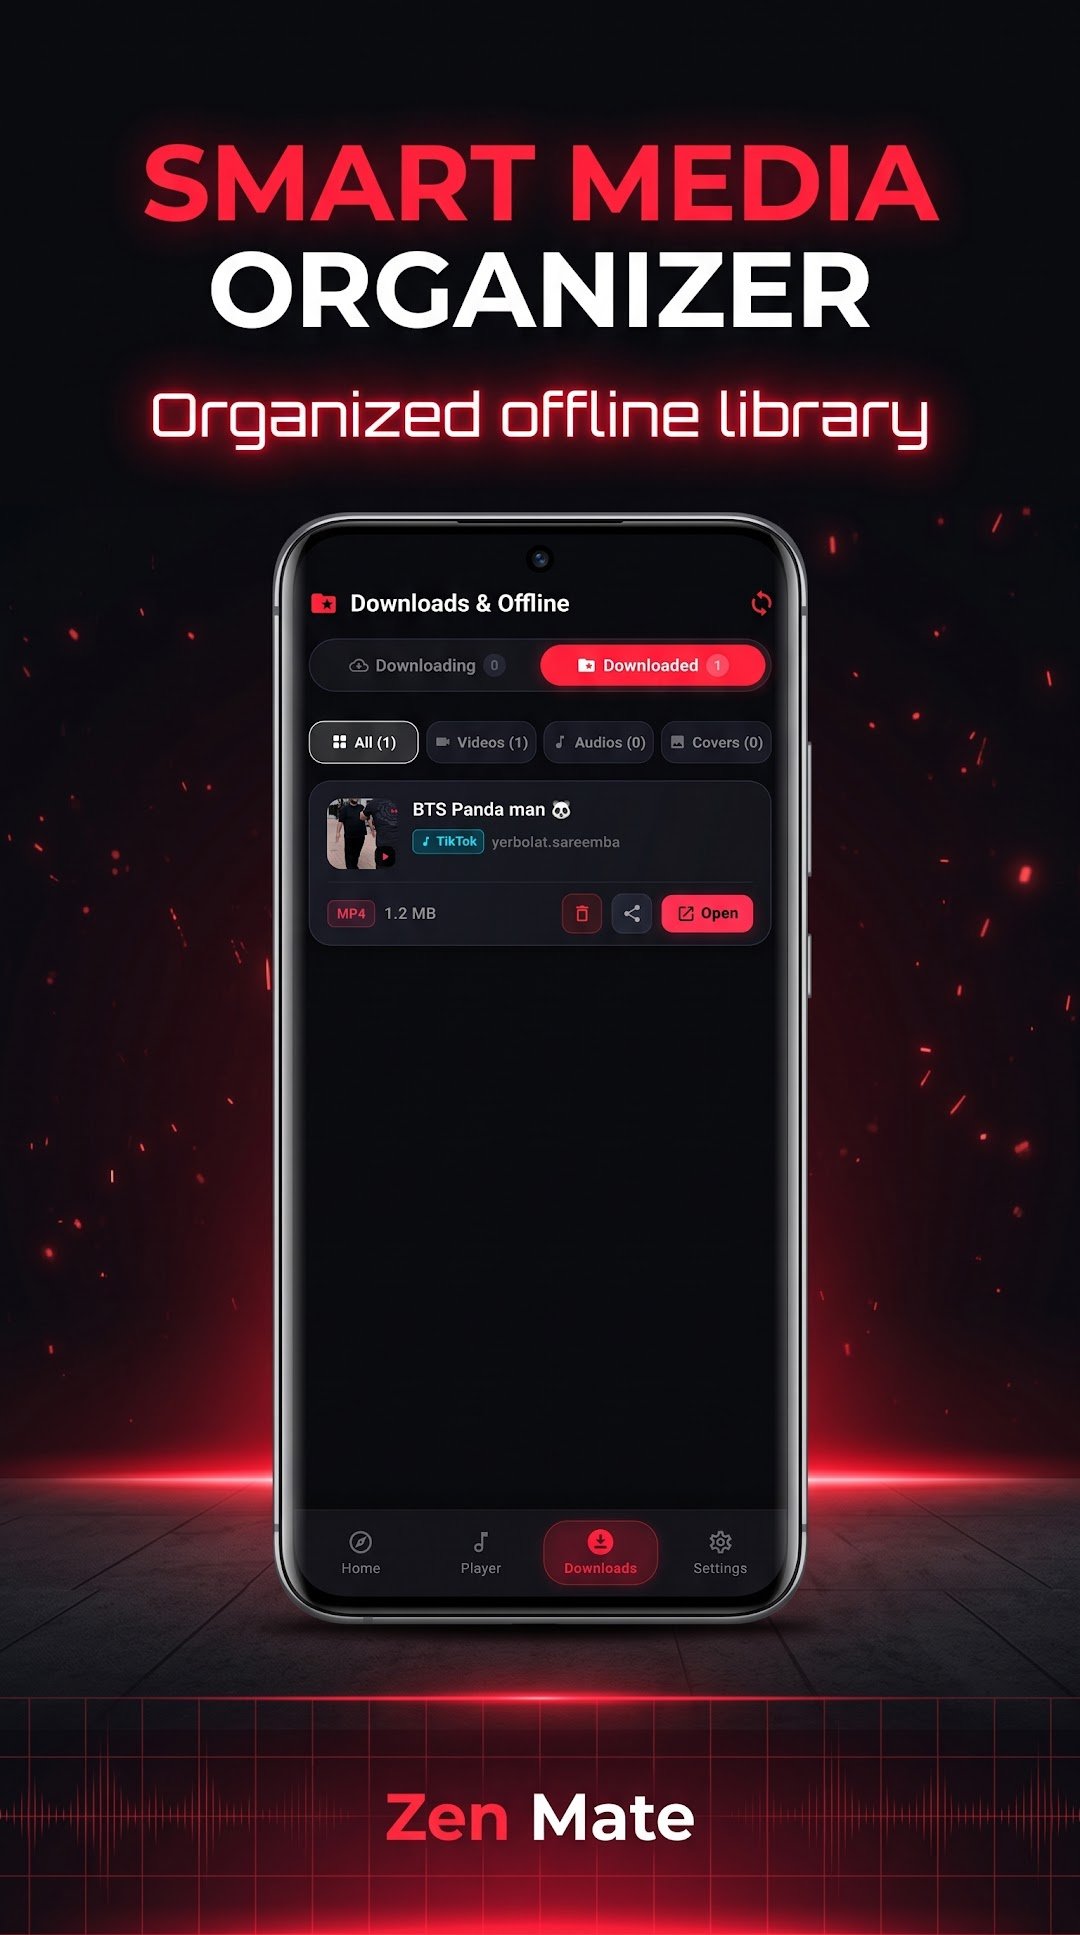 SMART MEDIA
ORGANIZER
Organized offline library
Downloads & Offline
Downloading 0
Downloaded 1
All (1)
Videos (1)
Audios (0)
Covers (0)
BTS Panda man 🐼
TikTok yerbolat.sareemba
MP4 1.2 MB
Open
Home
Player
Downloads
Settings
Zen Mate